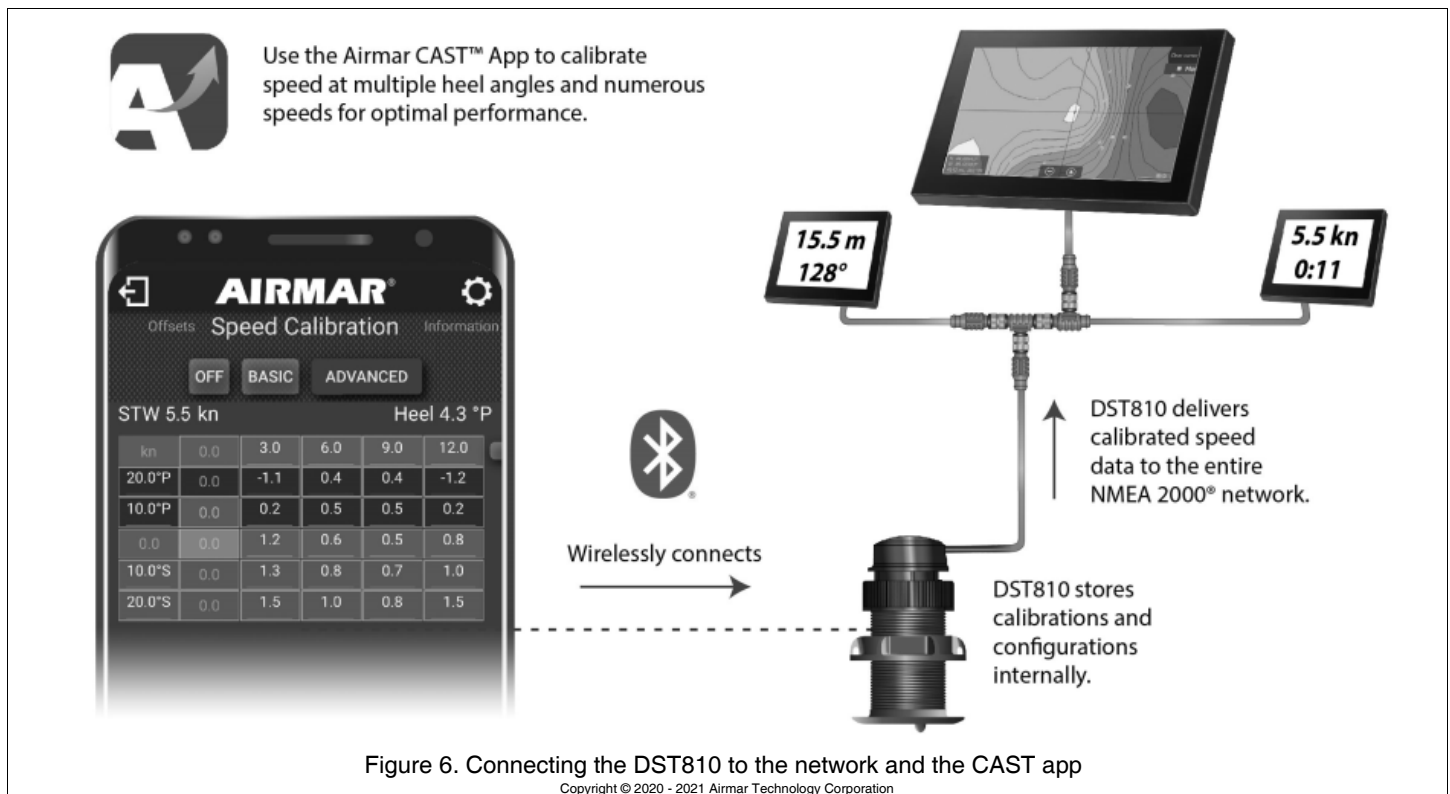 Use the Airmar CAST™ App to calibrate
speed at multiple heel angles and numerous
speeds for optimal performance.
AIRMAR®
Offsets Speed Calibration Information
OFF BASIC ADVANCED
STW 5.5 kn Heel 4.3 °P
kn 0.0 3.0 6.0 9.0 12.0
20.0°P 0.0 -1.1 0.4 0.4 -1.2
10.0°P 0.0 0.2 0.5 0.5 0.2
0.0 0.0 1.2 0.6 0.5 0.8
10.0°S 0.0 1.3 0.8 0.7 1.0
20.0°S 0.0 1.5 1.0 0.8 1.5
Wirelessly connects
15.5 m
128°
5.5 kn
0:11
DST810 delivers
calibrated speed
data to the entire
NMEA 2000® network.
DST810 stores
calibrations and
configurations
internally.
Figure 6. Connecting the DST810 to the network and the CAST app
Copyright © 2020 - 2021 Airmar Technology Corporation